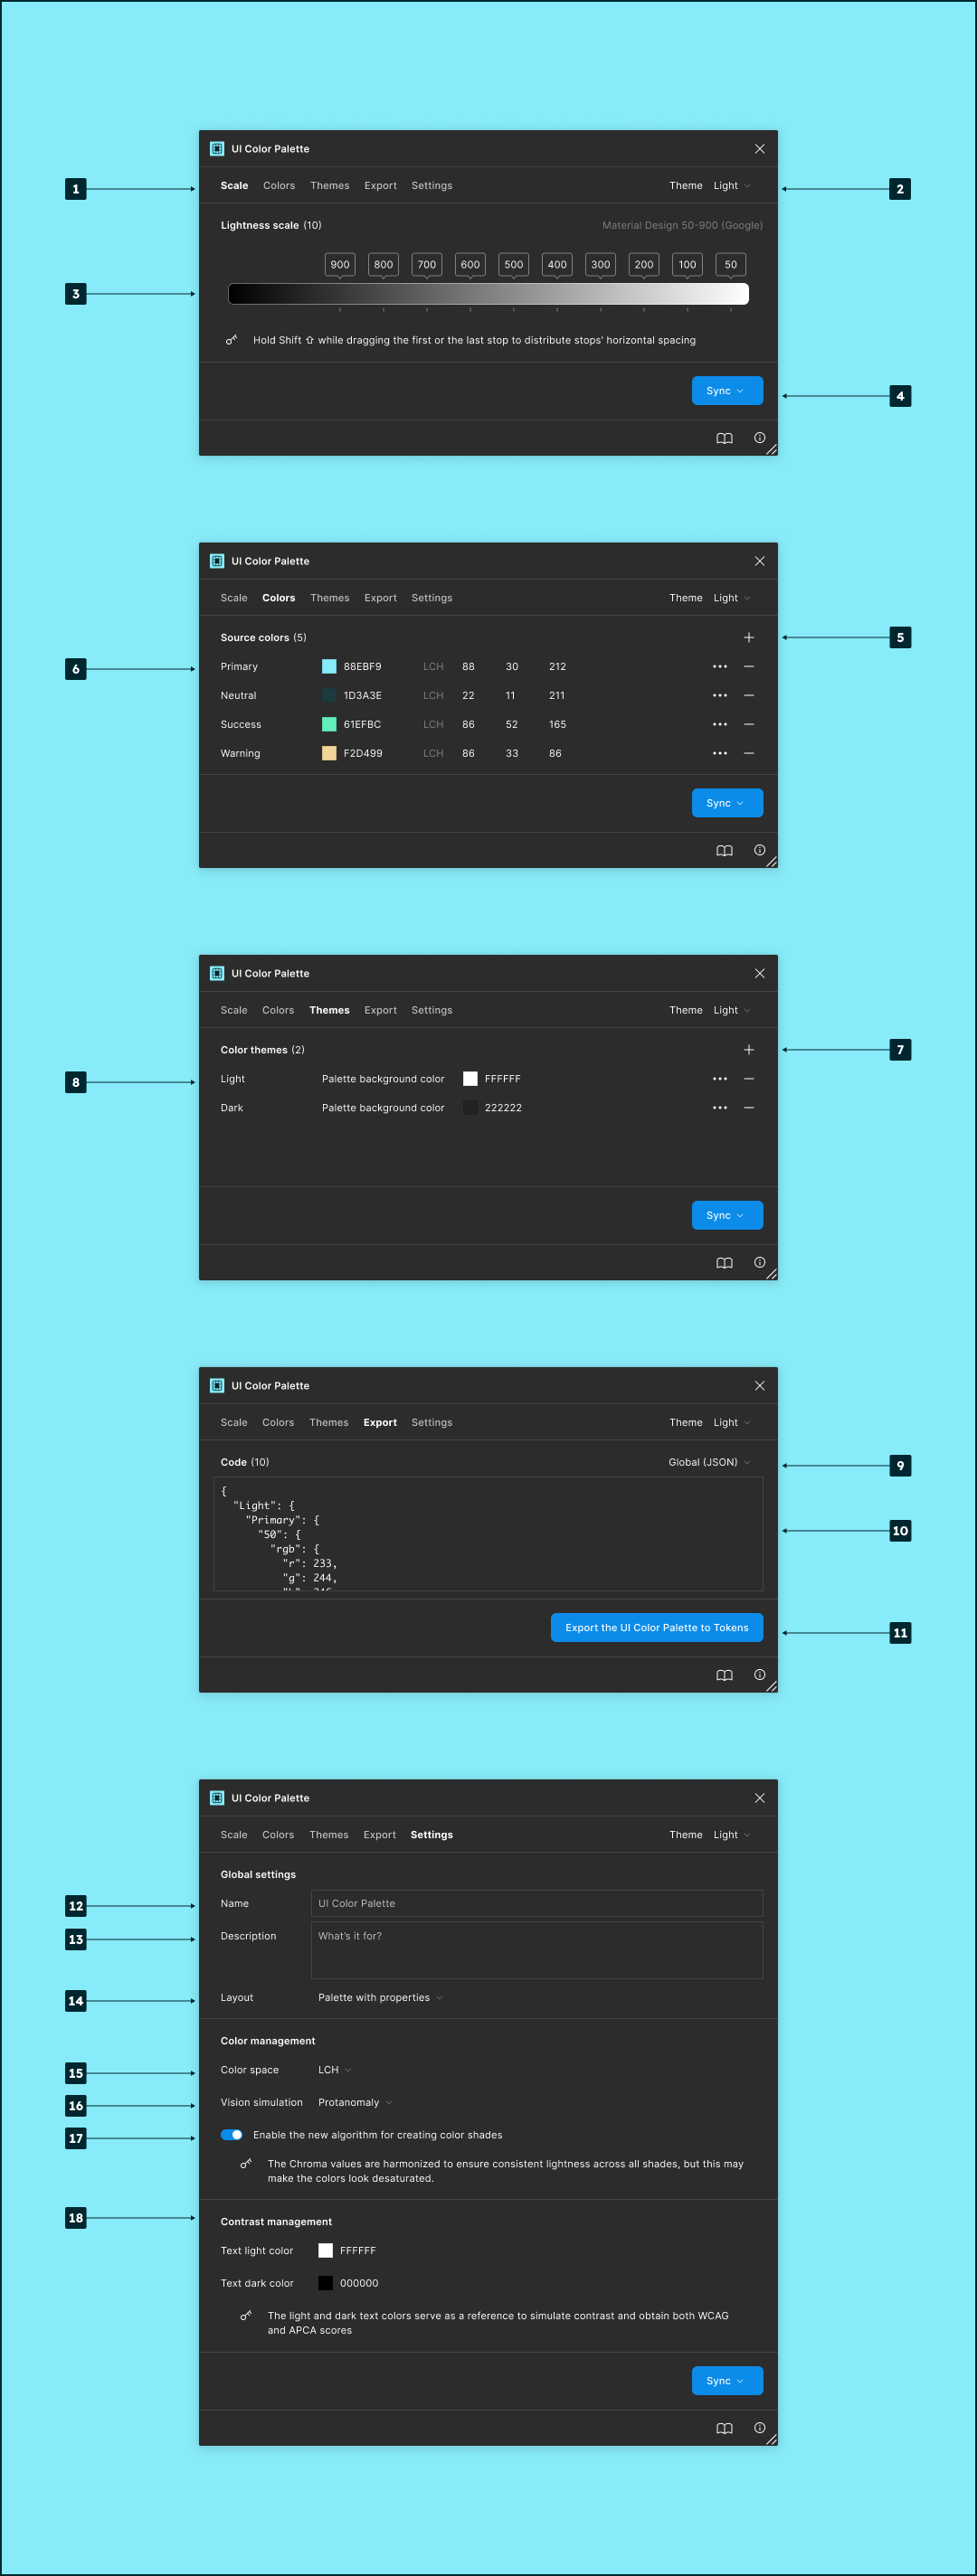 UI Color Palette
1 Scale Colors Themes Export Settings Theme Light 2
Lightness scale (10) Material Design 50-900 (Google)
900 800 700 600 500 400 300 200 100 50
3
Hold Shift ⇧ while dragging the first or the last stop to distribute stops' horizontal spacing
Sync 4
UI Color Palette
Scale Colors Themes Export Settings Theme Light
Source colors (5) 5
6 Primary 88EBF9 LCH 88 30 212
Neutral 1D3A3E LCH 22 11 211
Success 61EFBC LCH 86 52 165
Warning F2D499 LCH 86 33 86
Sync
UI Color Palette
Scale Colors Themes Export Settings Theme Light
Color themes (2) 7
8 Light Palette background color FFFFFF
Dark Palette background color 222222
Sync
UI Color Palette
Scale Colors Themes Export Settings Theme Light
Code (10) Global (JSON) 9
{
"Light": {
"Primary": {
"50": {
10
"rgb": {
"r": 233,
"g": 244,
Export the UI Color Palette to Tokens 11
UI Color Palette
Scale Colors Themes Export Settings Theme Light
Global settings
12 Name UI Color Palette
13 Description What's it for?
14 Layout Palette with properties
Color management
15 Color space LCH
16 Vision simulation Protanomaly
17 Enable the new algorithm for creating color shades
The Chroma values are harmonized to ensure consistent lightness across all shades, but this may
make the colors look desaturated.
18 Contrast management
Text light color FFFFFF
Text dark color 000000
The light and dark text colors serve as a reference to simulate contrast and obtain both WCAG
and APCA scores
Sync